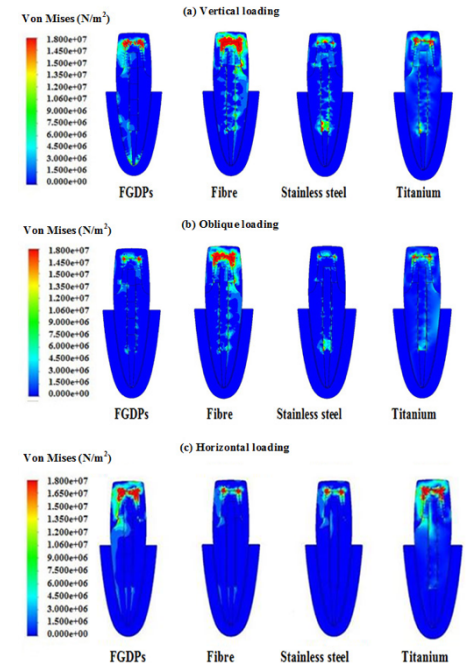 (a) Vertical loading
Von Mises (N/m²)
1.800e+07
1.650e+07
1.450e+07
1.300e+07
1.200e+07
1.060e+07
9.000e+06
7.500e+06
6.000e+06
4.500e+06
3.000e+06
1.500e+06
0.000e+00
FGDPs Fibre Stainless steel Titanium
(b) Oblique loading
Von Mises (N/m²)
1.800e+07
1.650e+07
1.450e+07
1.300e+07
1.200e+07
1.060e+07
9.000e+06
7.500e+06
6.000e+06
4.500e+06
3.000e+06
1.500e+06
0.000e+00
FGDPs Fibre Stainless steel Titanium
(c) Horizontal loading
Von Mises (N/m²)
1.800e+07
1.650e+07
1.450e+07
1.300e+07
1.200e+07
1.060e+07
9.000e+06
7.500e+06
6.000e+06
4.500e+06
3.000e+06
1.500e+06
0.000e+00
FGDPs Fibre Stainless steel Titanium